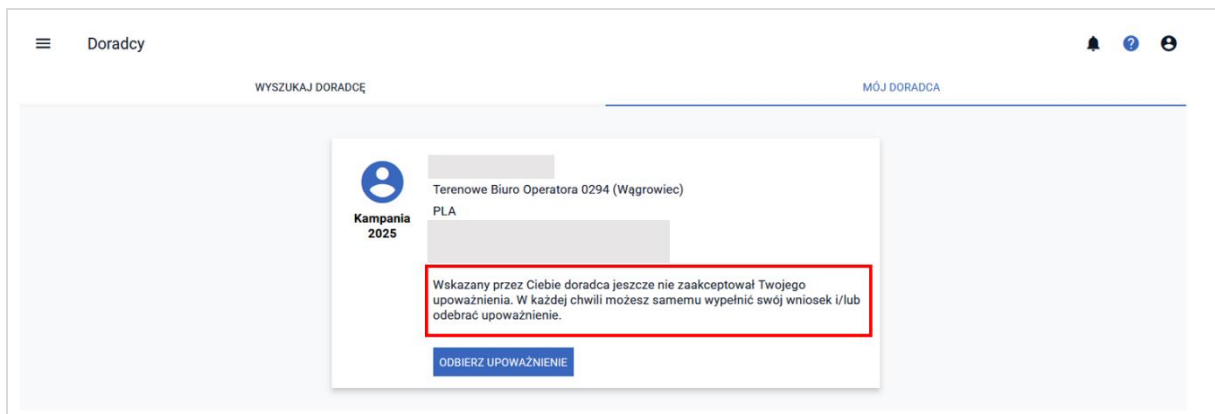 Doradcy
WYSZUKAJ DORADCĘ
MÓJ DORADCA
Terenowe Biuro Operatora 0294 (Wągrowiec)
PLA
Kampania
2025
Wskazany przez Ciebie doradca jeszcze nie zaakceptował Twojego
upoważnienia. W każdej chwili możesz samemu wypełnić swój wniosek i/lub
odebrać upoważnienie.
ODBIERZ UPOWAŻNIENIE